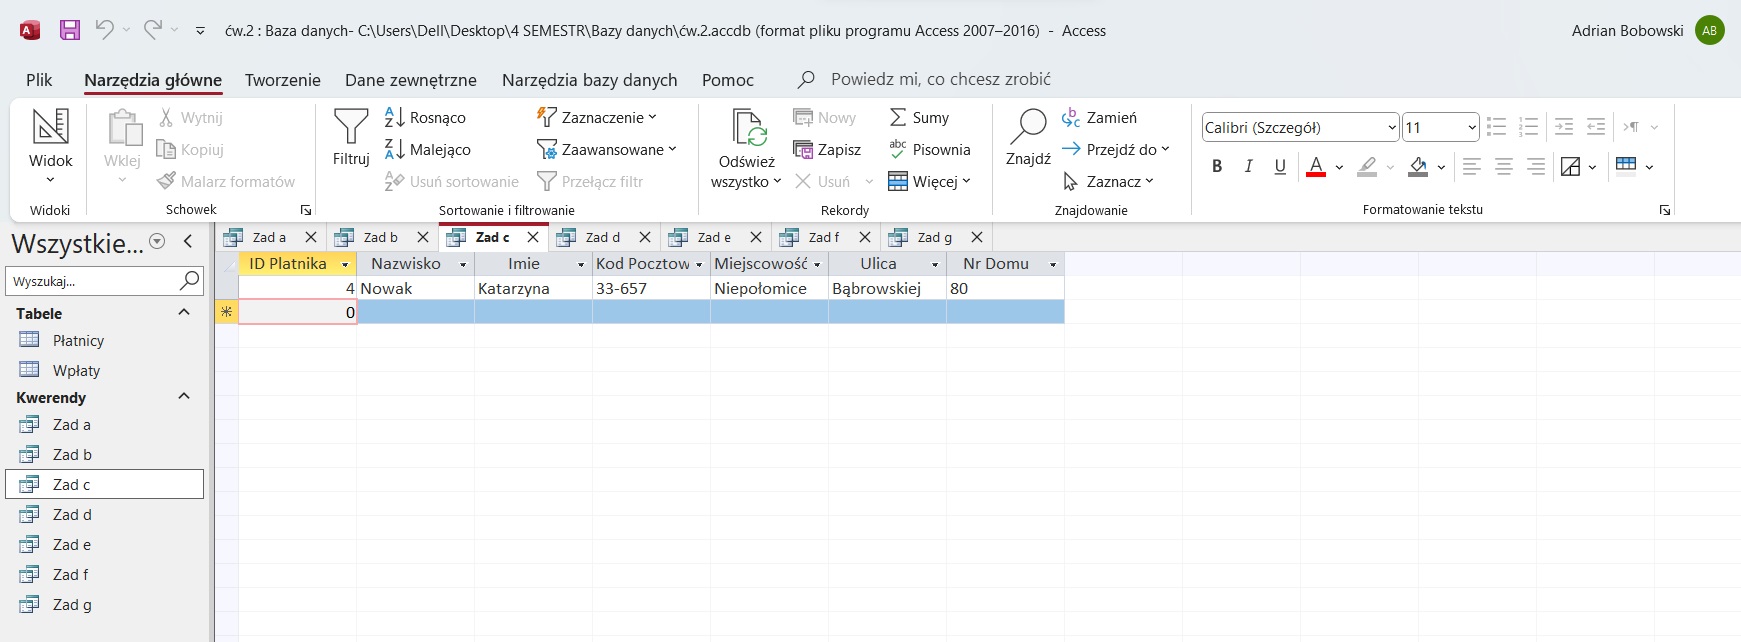 ćw.2 : Baza danych- C:\Users\Dell\Desktop\4 SEMESTR\Bazy danych\ćw.2.accdb (format pliku programu Access 2007–2016) - Access
Adrian Bobowski AB
Plik Narzędzia główne Tworzenie Dane zewnętrzne Narzędzia bazy danych Pomoc Powiedz mi, co chcesz zrobić
Widok
Widoki
Wklej
Wytnij
Kopiuj
Malarz formatów
Schowek
Filtruj
Rosnąco
Malejąco
Usuń sortowanie
Zaznaczenie
Zaawansowane
Przełącz filtr
Sortowanie i filtrowanie
Odśwież
wszystko
Nowy
Zapisz
Usuń
Sumy
Pisownia
Więcej
Rekordy
Znajdź
Zamień
Przejdź do
Zaznacz
Znajdowanie
Calibri (Szczegół) 11
B I U A
Formatowanie tekstu
Wszystkie...
Wyszukaj...
Tabele
Płatnicy
Wpłaty
Kwerendy
Zad a
Zad b
Zad c
Zad d
Zad e
Zad f
Zad g
Zad a Zad b Zad c Zad d Zad e Zad f Zad g
ID Platnika Nazwisko Imie Kod Pocztow Miejscowość Ulica Nr Domu
4 Nowak Katarzyna 33-657 Niepołomice Bąbrowskiej 80
0